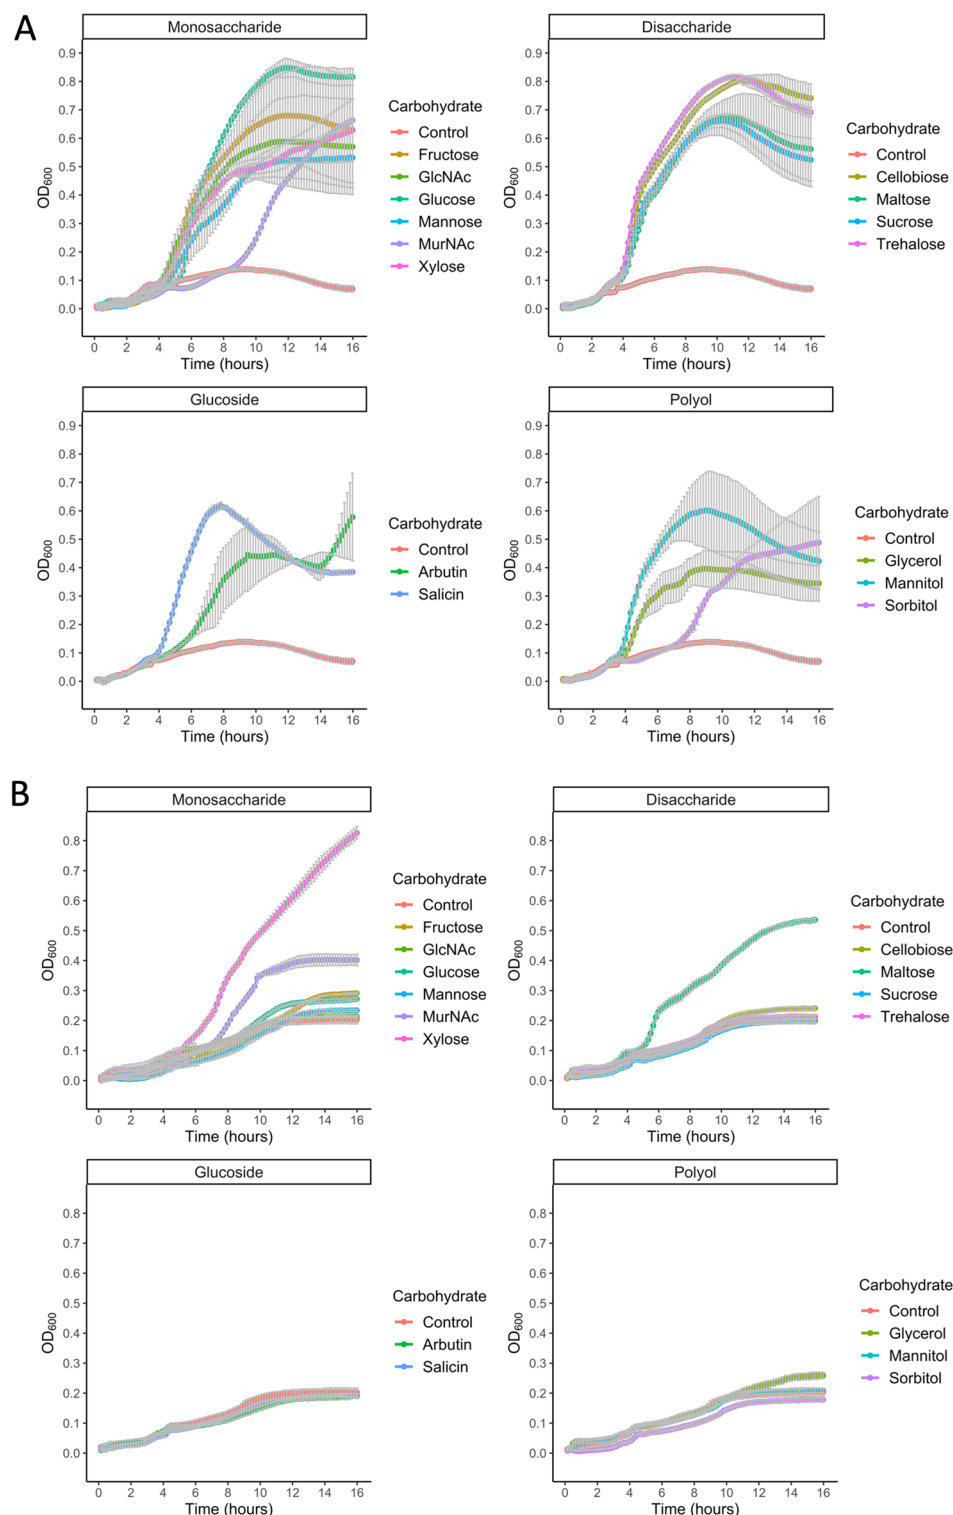 A
Monosaccharide
0.9
0.8
0.7
0.6
0.5
0.4
0.3
0.2
0.1
0.0
OD600
0 2 4 6 8 10 12 14 16
Time (hours)
Carbohydrate
Control
Fructose
GlcNAc
Glucose
Mannose
MurNAc
Xylose
Disaccharide
0.9
0.8
0.7
0.6
0.5
0.4
0.3
0.2
0.1
0.0
OD600
0 2 4 6 8 10 12 14 16
Time (hours)
Carbohydrate
Control
Cellobiose
Maltose
Sucrose
Trehalose
Glucoside
0.9
0.8
0.7
0.6
0.5
0.4
0.3
0.2
0.1
0.0
OD600
0 2 4 6 8 10 12 14 16
Time (hours)
Carbohydrate
Control
Arbutin
Salicin
Polyol
0.9
0.8
0.7
0.6
0.5
0.4
0.3
0.2
0.1
0.0
OD600
0 2 4 6 8 10 12 14 16
Time (hours)
Carbohydrate
Control
Glycerol
Mannitol
Sorbitol
B
Monosaccharide
0.8
0.7
0.6
0.5
0.4
0.3
0.2
0.1
0.0
OD600
0 2 4 6 8 10 12 14 16
Time (hours)
Carbohydrate
Control
Fructose
GlcNAc
Glucose
Mannose
MurNAc
Xylose
Disaccharide
0.8
0.7
0.6
0.5
0.4
0.3
0.2
0.1
0.0
OD600
0 2 4 6 8 10 12 14 16
Time (hours)
Carbohydrate
Control
Cellobiose
Maltose
Sucrose
Trehalose
Glucoside
0.8
0.7
0.6
0.5
0.4
0.3
0.2
0.1
0.0
OD600
0 2 4 6 8 10 12 14 16
Time (hours)
Carbohydrate
Control
Arbutin
Salicin
Polyol
0.8
0.7
0.6
0.5
0.4
0.3
0.2
0.1
0.0
OD600
0 2 4 6 8 10 12 14 16
Time (hours)
Carbohydrate
Control
Glycerol
Mannitol
Sorbitol